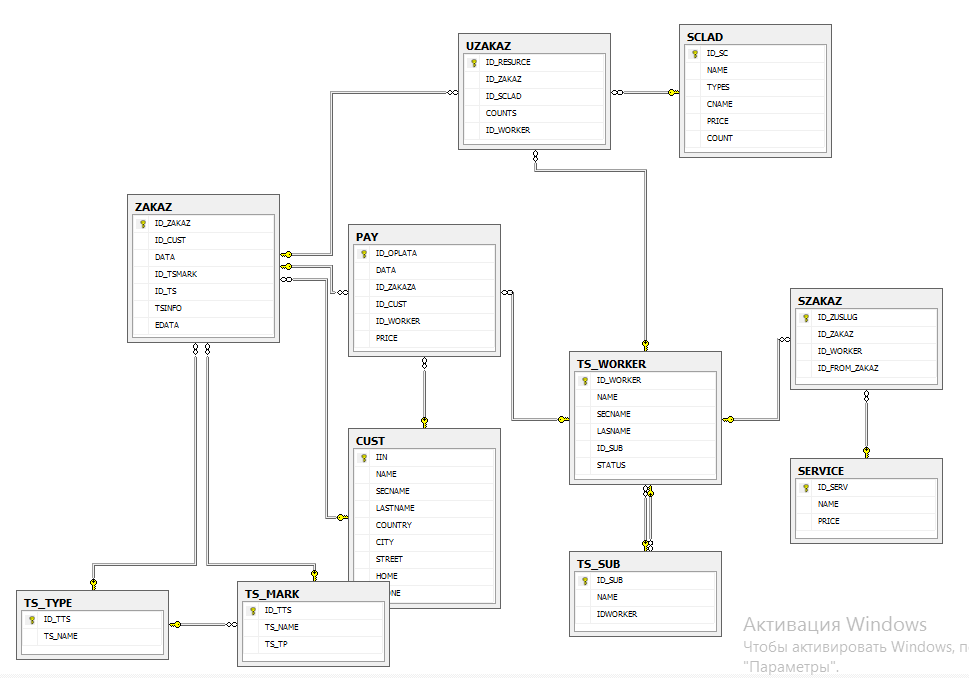 UZAKAZ
ID_RESURCE
ID_ZAKAZ
ID_SCLAD
COUNTS
ID_WORKER
SCLAD
ID_SC
NAME
TYPES
CNAME
PRICE
COUNT
ZAKAZ
ID_ZAKAZ
ID_CUST
DATA
ID_TSMARK
ID_TS
TSINFO
EDATA
PAY
ID_OPLATA
DATA
ID_ZAKAZA
ID_CUST
ID_WORKER
PRICE
SZAKAZ
ID_ZUSLUG
ID_ZAKAZ
ID_WORKER
ID_FROM_ZAKAZ
TS_WORKER
ID_WORKER
NAME
SECNAME
LASNAME
ID_SUB
STATUS
CUST
IIN
NAME
SECNAME
LASTNAME
COUNTRY
CITY
STREET
HOME
ONE
SERVICE
ID_SERV
NAME
PRICE
TS_SUB
ID_SUB
NAME
IDWORKER
TS_TYPE
ID_TTS
TS_NAME
TS_MARK
ID_TTS
TS_NAME
TS_TP
Активация Windows
Чтобы активировать Windows, п
"Параметры".